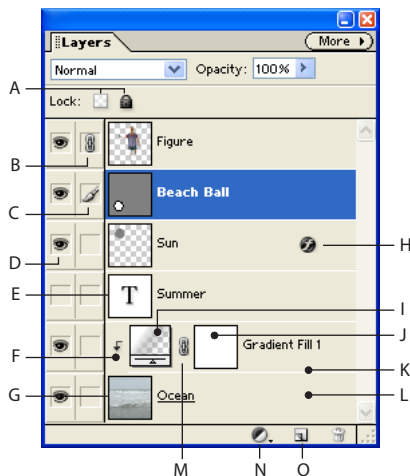 Layers
More
Normal Opacity: 100%
A
Lock:
B Figure
C Beach Ball
D Sun H
E T Summer
I
J
F Gradient Fill 1
K
G Ocean L
M N O